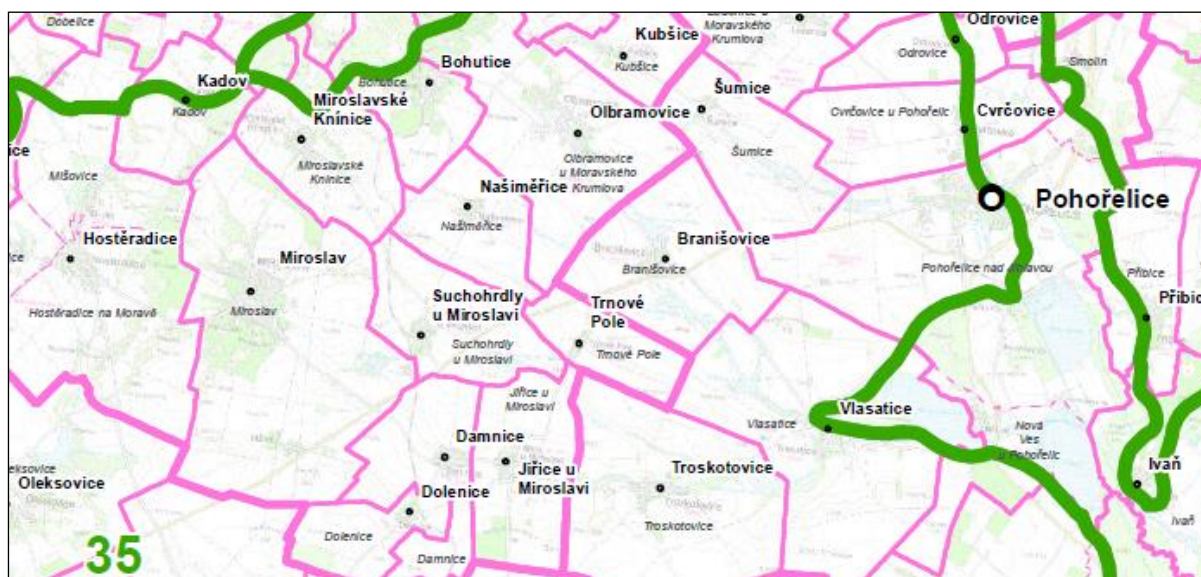 Dobelice
Kadov
Kadov
Bohutice
Bohutice
Miroslavské
Knínice
Miroslavské
Knínice
Kubšice
Kubšice
Moravského
Krumlova
Olbramovice
Olbramovice
u Moravského
Krumlova
Šumice
Šumice
Odrovice
Odrovice
Smolín
Cvrčovice u Pohořelic
Cvrčovice
Pohořelice
Pohořelice nad Jihlavou
ice
Mišovice
Našiměřice
Našiměřice
Hostěradice
Hostěradice na Moravě
Miroslav
Miroslav
Branišovice
Branišovice
Přibice
Přibic
Suchohrdly
u Miroslavi
Suchohrdly
u Miroslavi
Trnové
Pole
Trnové Pole
Jiřice u
Miroslavi
Vlasatice
Vlasatice
Nová
Ves
u Pohořelic
Damnice
Jiřice u
Miroslavi
Troskotovice
Troskotovice
Ivaň
Ivaň
Oleksovice
Dolenice
Dolenice
Damnice
35